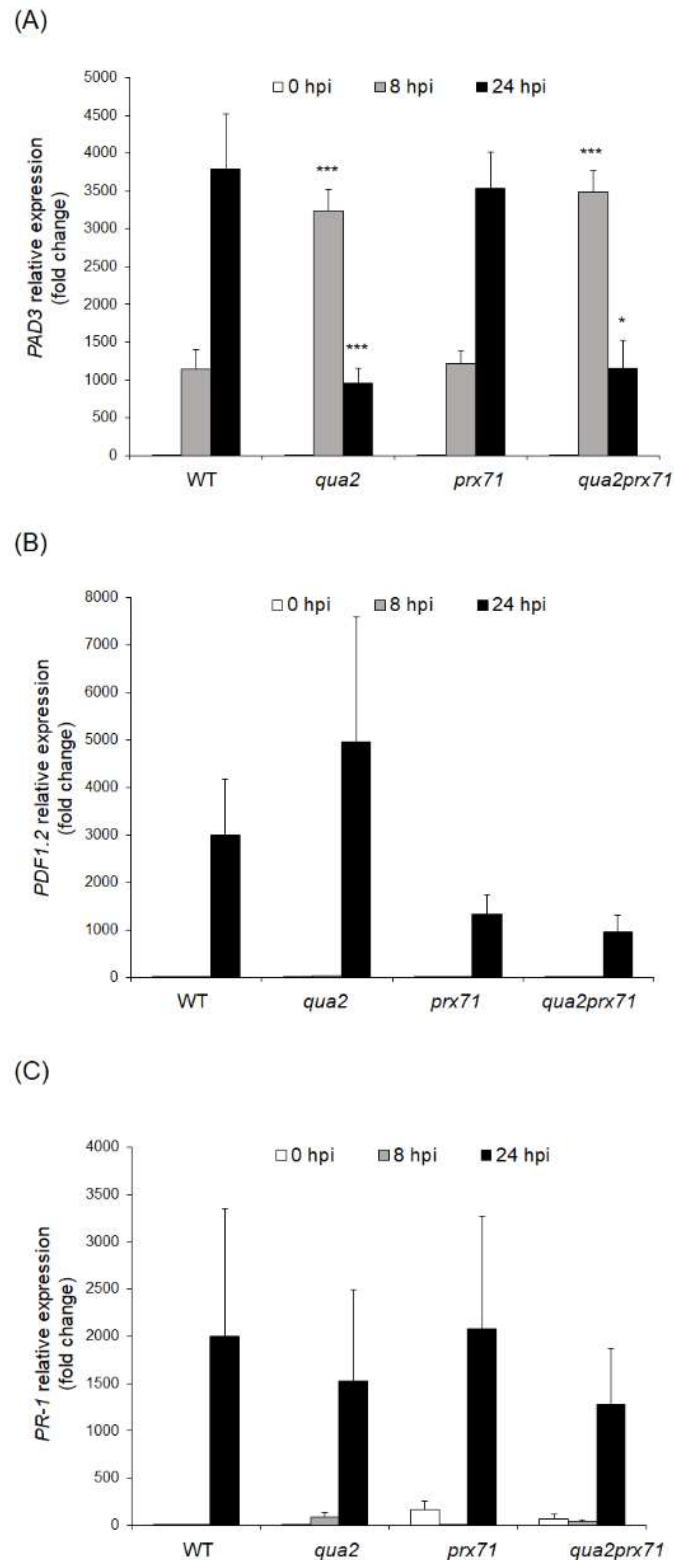 (A)
5000
4500
4000
3500
3000
2500
2000
1500
1000
500
0
PAD3 relative expression
(fold change)
0 hpi 8 hpi 24 hpi
***
***
***
*
WT qua2 prx71 qua2prx71
(B)
8000
7000
6000
5000
4000
3000
2000
1000
0
PDF1.2 relative expression
(fold change)
0 hpi 8 hpi 24 hpi
WT qua2 prx71 qua2prx71
(C)
4000
3500
3000
2500
2000
1500
1000
500
0
PR-1 relative expression
(fold change)
0 hpi 8 hpi 24 hpi
WT qua2 prx71 qua2prx71